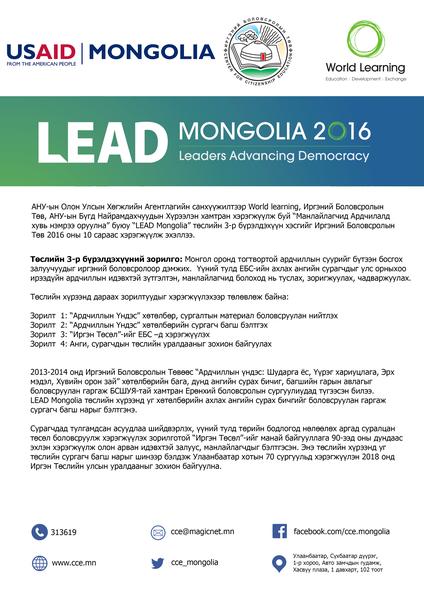 USAID | MONGOLIA
FROM THE AMERICAN PEOPLE
World Learning
Education · Development · Exchange
LEAD
MONGOLIA 2016
Leaders Advancing Democracy
АНУ-ын Олон Улсын Хөгжлийн Агентлагийн санхүүжилтээр World learning, Иргэний Боловсролын
Төв, АНУ-ын Бүгд Найрамдахчуудын Хүрээлэн хамтран хэрэгжүүлж буй “Манлайлагчид Ардчилалд
хувь нэмрээ оруулна” буюу “LEAD Mongolia” төслийн 3-р бүрэлдэхүүн хэсгийг Иргэний Боловсролын
Төв 2016 оны 10 сараас хэрэгжүүлж эхэллээ.
Төслийн 3-р бүрэлдэхүүний зорилго: Монгол оронд тогтвортой ардчиллын суурийг бүтээн босгох
залуучуудыг иргэний боловсролоор дэмжих. Үүний тулд ЕБС-ийн ахлах ангийн сурагчдыг улс орныхоо
ирээдүйн ардчиллын идэвхтэй зүтгэлтэн, манлайлагчид болоход нь туслах, зоригжуулах, чадваржуулах.
Төслийн хүрээнд дараах зорилтуудыг хэрэгжүүлэхээр төлөвлөж байна:
Зорилт 1: “Ардчиллын Үндэс” хөтөлбөр, сургалтын материал боловсруулан нийтлэх
Зорилт 2: “Ардчиллын Үндэс” хөтөлбөрийн сургагч багш бэлтгэх
Зорилт 3: “Иргэн Төсөл”-ийг ЕБС –д хэрэгжүүлэх
Зорилт 4: Анги, сурагчдын төслийн уралдааныг зохион байгуулах
2013-2014 онд Иргэний Боловсролын Төвөөс “Ардчиллын үндэс: Шударга ёс, Үүрэг хариуцлага, Эрх
мэдэл, Хувийн орон зай” хөтөлбөрийн бага, дунд ангийн сурах бичиг, багшийн гарын авлагыг
боловсруулан гаргаж БСШУЯ-тай хамтран Ерөнхий боловсролын сургуулиудад түгээсэн билээ.
LEAD Mongolia төслийн хүрээнд уг хөтөлбөрийн ахлах ангийн сурах бичгийг боловсруулан гаргаж
сургагч багш нарыг бэлтгэнэ.
Сурагчдад тулгамдсан асуудлаа шийдвэрлэх, үүний тулд төрийн бодлогод нөлөөлөх аргад суралцан
төсөл боловсруулж хэрэгжүүлэх зорилготой “Иргэн Төсөл”-ийг манай байгууллага 90-ээд оны дундаас
эхлэн хэрэгжүүлж олон арван идэвхтэй залуус, манлайлагчдыг бэлтгэсэн. Энэ төслийн хүрээнд уг
төслийн сургагч багш нарыг шинээр бэлдэж Улаанбаатар хотын 70 сургуульд хэрэгжүүлэн 2018 онд
Иргэн Төслийн улсын уралдааныг зохион байгуулна.
313619
cce@magicnet.mn
facebook.com/cce.mongolia
www.cce.mn
cce_mongolia
Улаанбаатар, Сүхбаатар дүүрэг,
1-р хороо, Авто замчдын гудамж,
Хасвуу плаза, 1 давхарт, 102 тоот